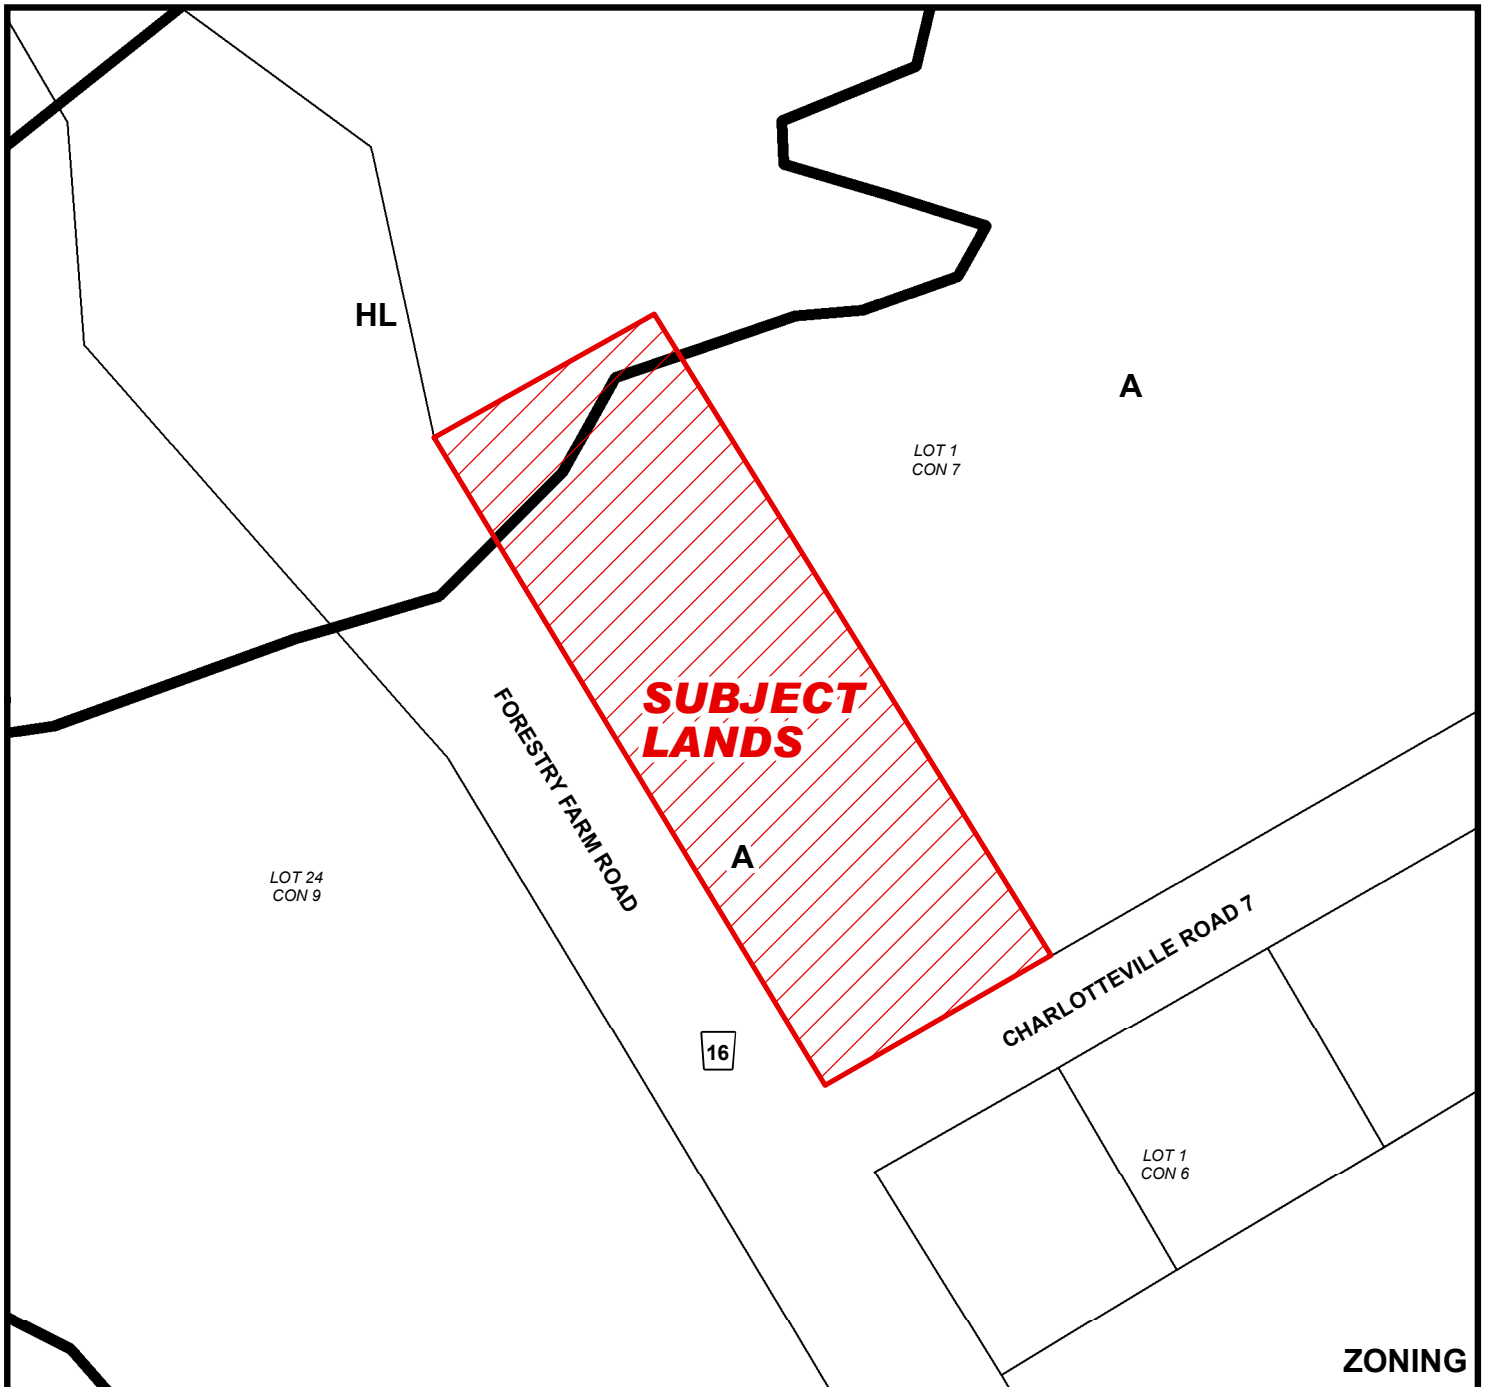 HL
A
LOT 1
CON 7
SUBJECT
LANDS
FORESTRY FARM ROAD
A
LOT 24
CON 9
CHARLOTTEVILLE ROAD 7
16
LOT 1
CON 6
ZONING